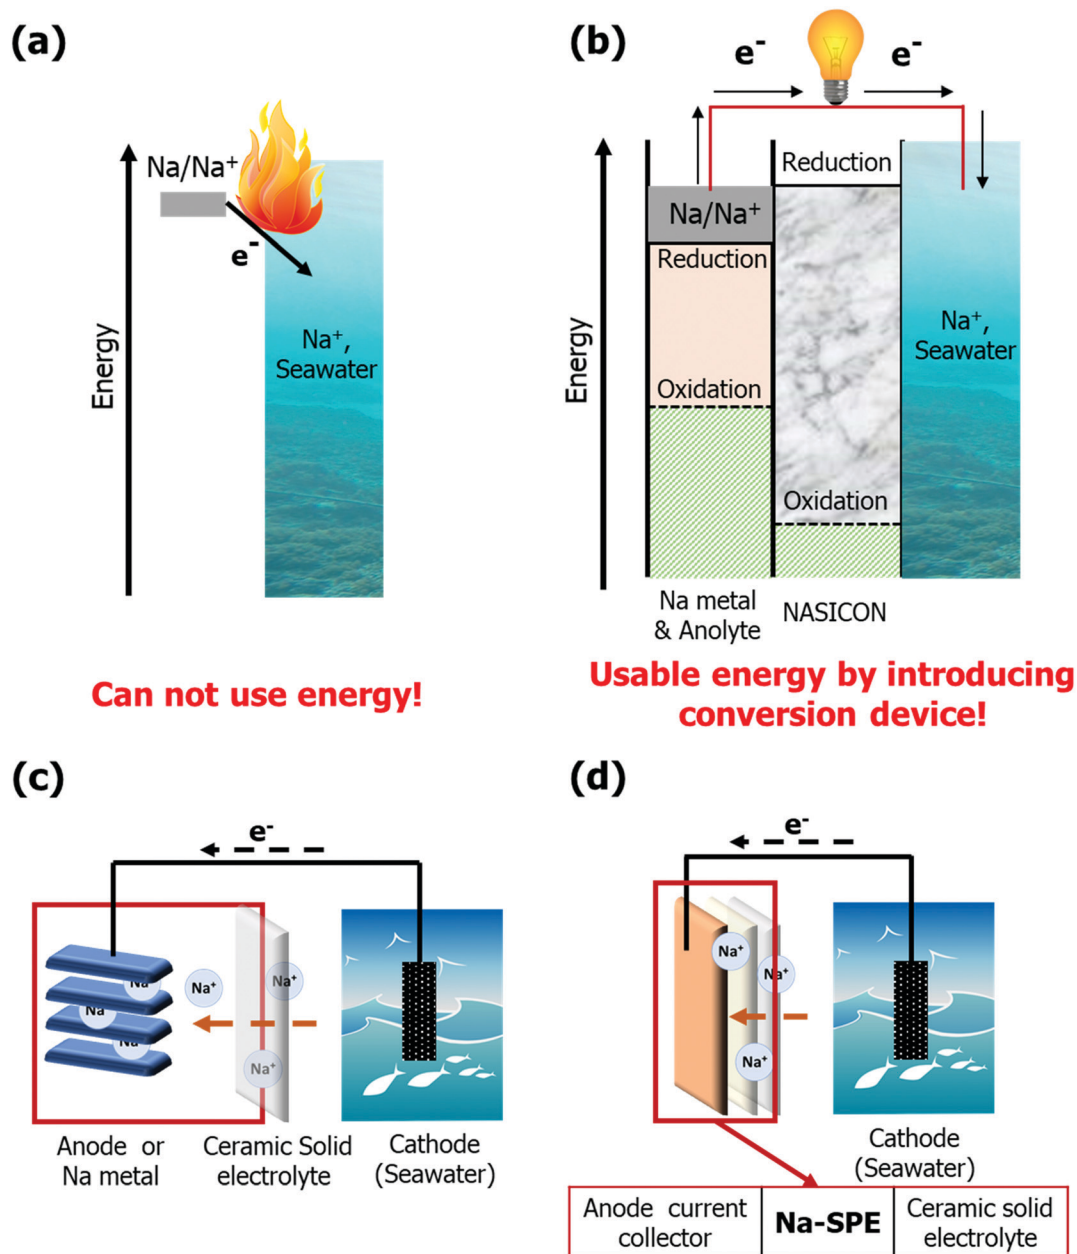 (a)
Na/Na⁺
e⁻
Energy
Na⁺,
Seawater
Can not use energy!
(b)
e⁻
e⁻
Energy
Reduction
Na/Na⁺
Reduction
Oxidation
Oxidation
Na⁺,
Seawater
Na metal
& Anolyte
NASICON
Usable energy by introducing
conversion device!
(c)
e⁻
Na
Na⁺
Na⁺
Na
Na
Na⁺
Anode or
Na metal
Ceramic Solid
electrolyte
Cathode
(Seawater)
(d)
e⁻
Na⁺
Na⁺
Na⁺
Cathode
(Seawater)
Anode current
collector
Na-SPE
Ceramic solid
electrolyte